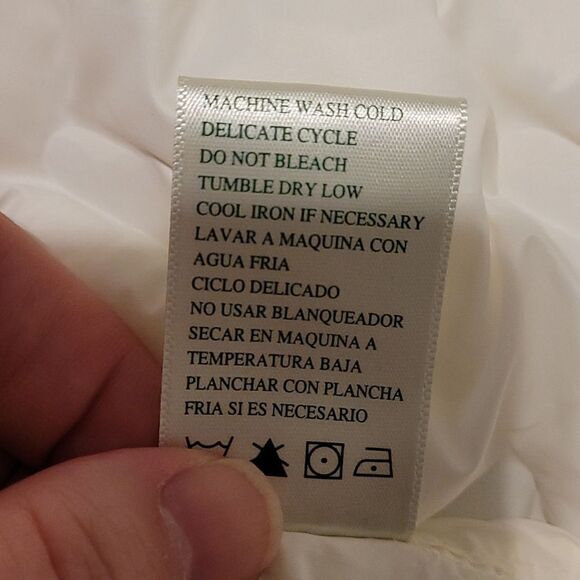 MACHINE WASH COLD
DELICATE CYCLE
DO NOT BLEACH
TUMBLE DRY LOW
COOL IRON IF NECESSARY
LAVAR A MAQUINA CON
AGUA FRIA
CICLO DELICADO
NO USAR BLANQUEADOR
SECAR EN MAQUINA A
TEMPERATURA BAJA
PLANCHAR CON PLANCHA
FRIA SI ES NECESARIO